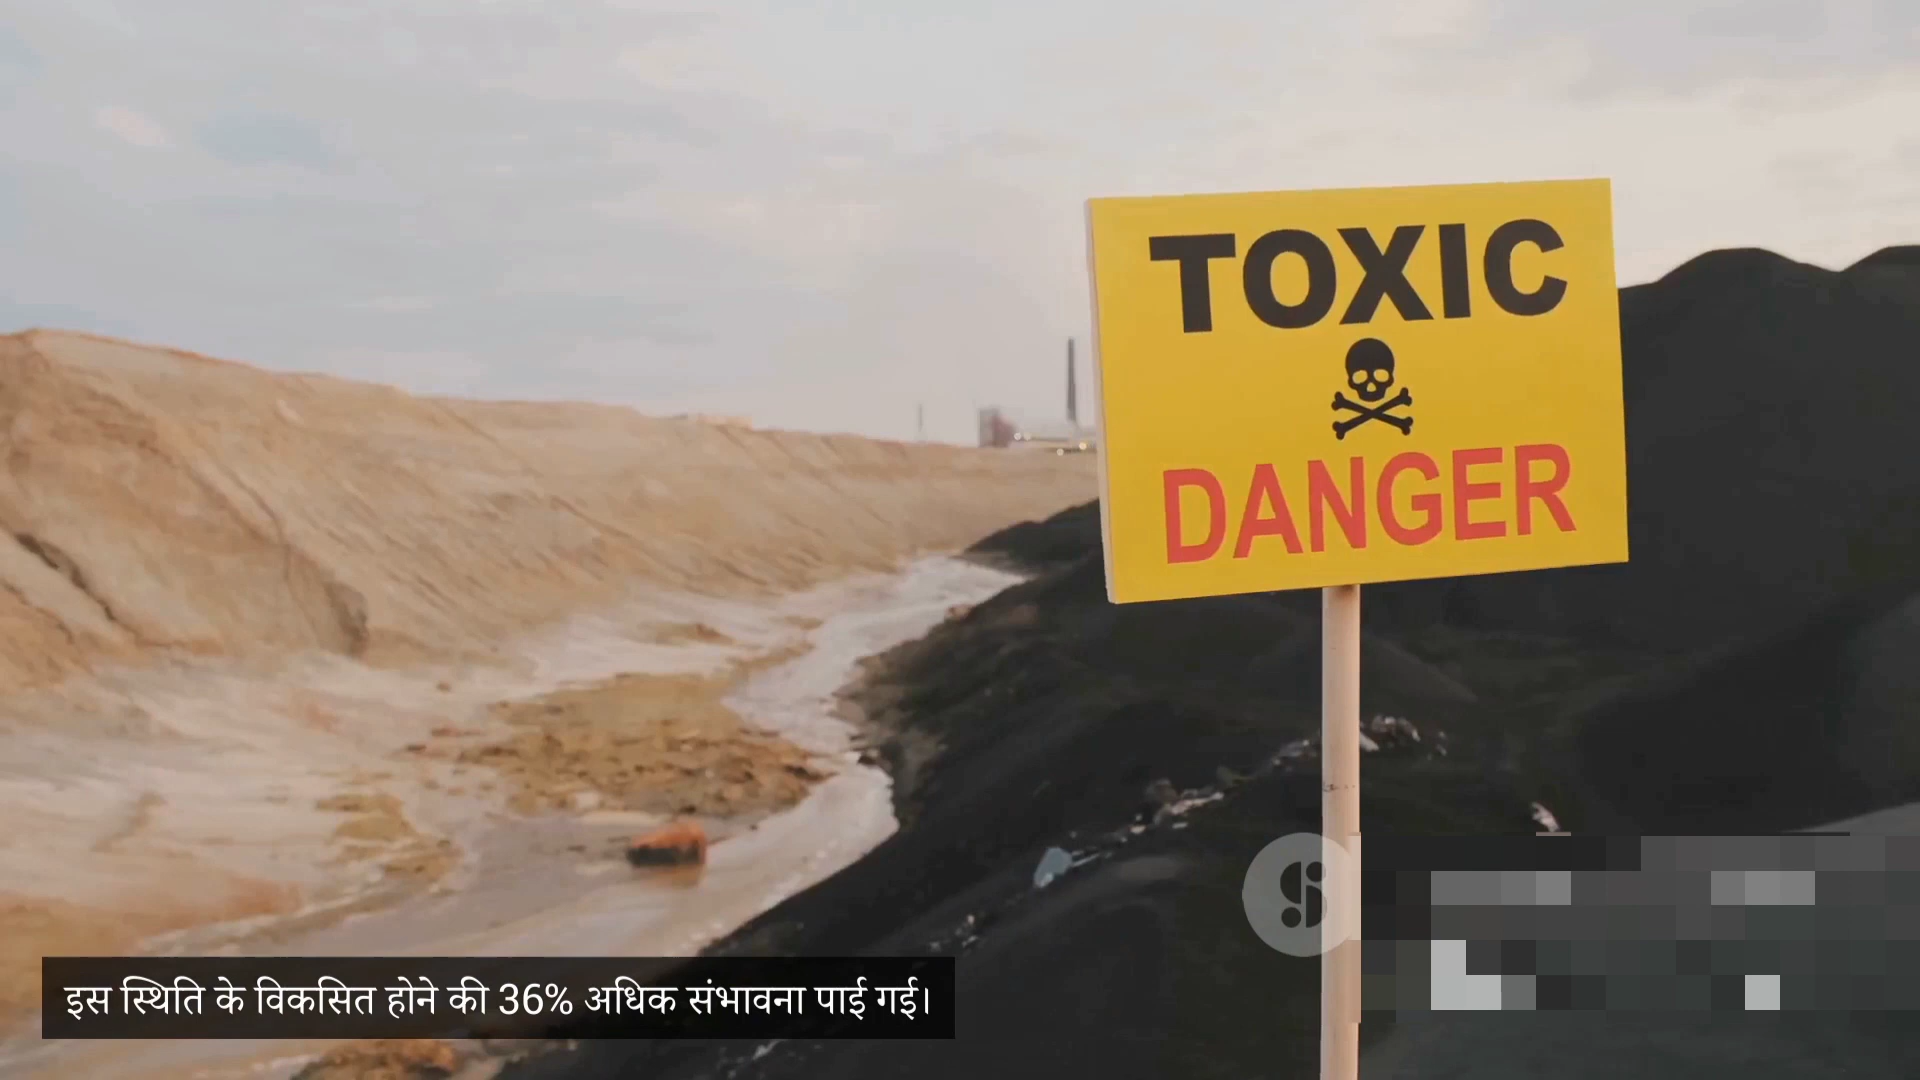 TOXIC
DANGER
इस स्थिति के विकसित होने की 36% अधिक संभावना पाई गई।